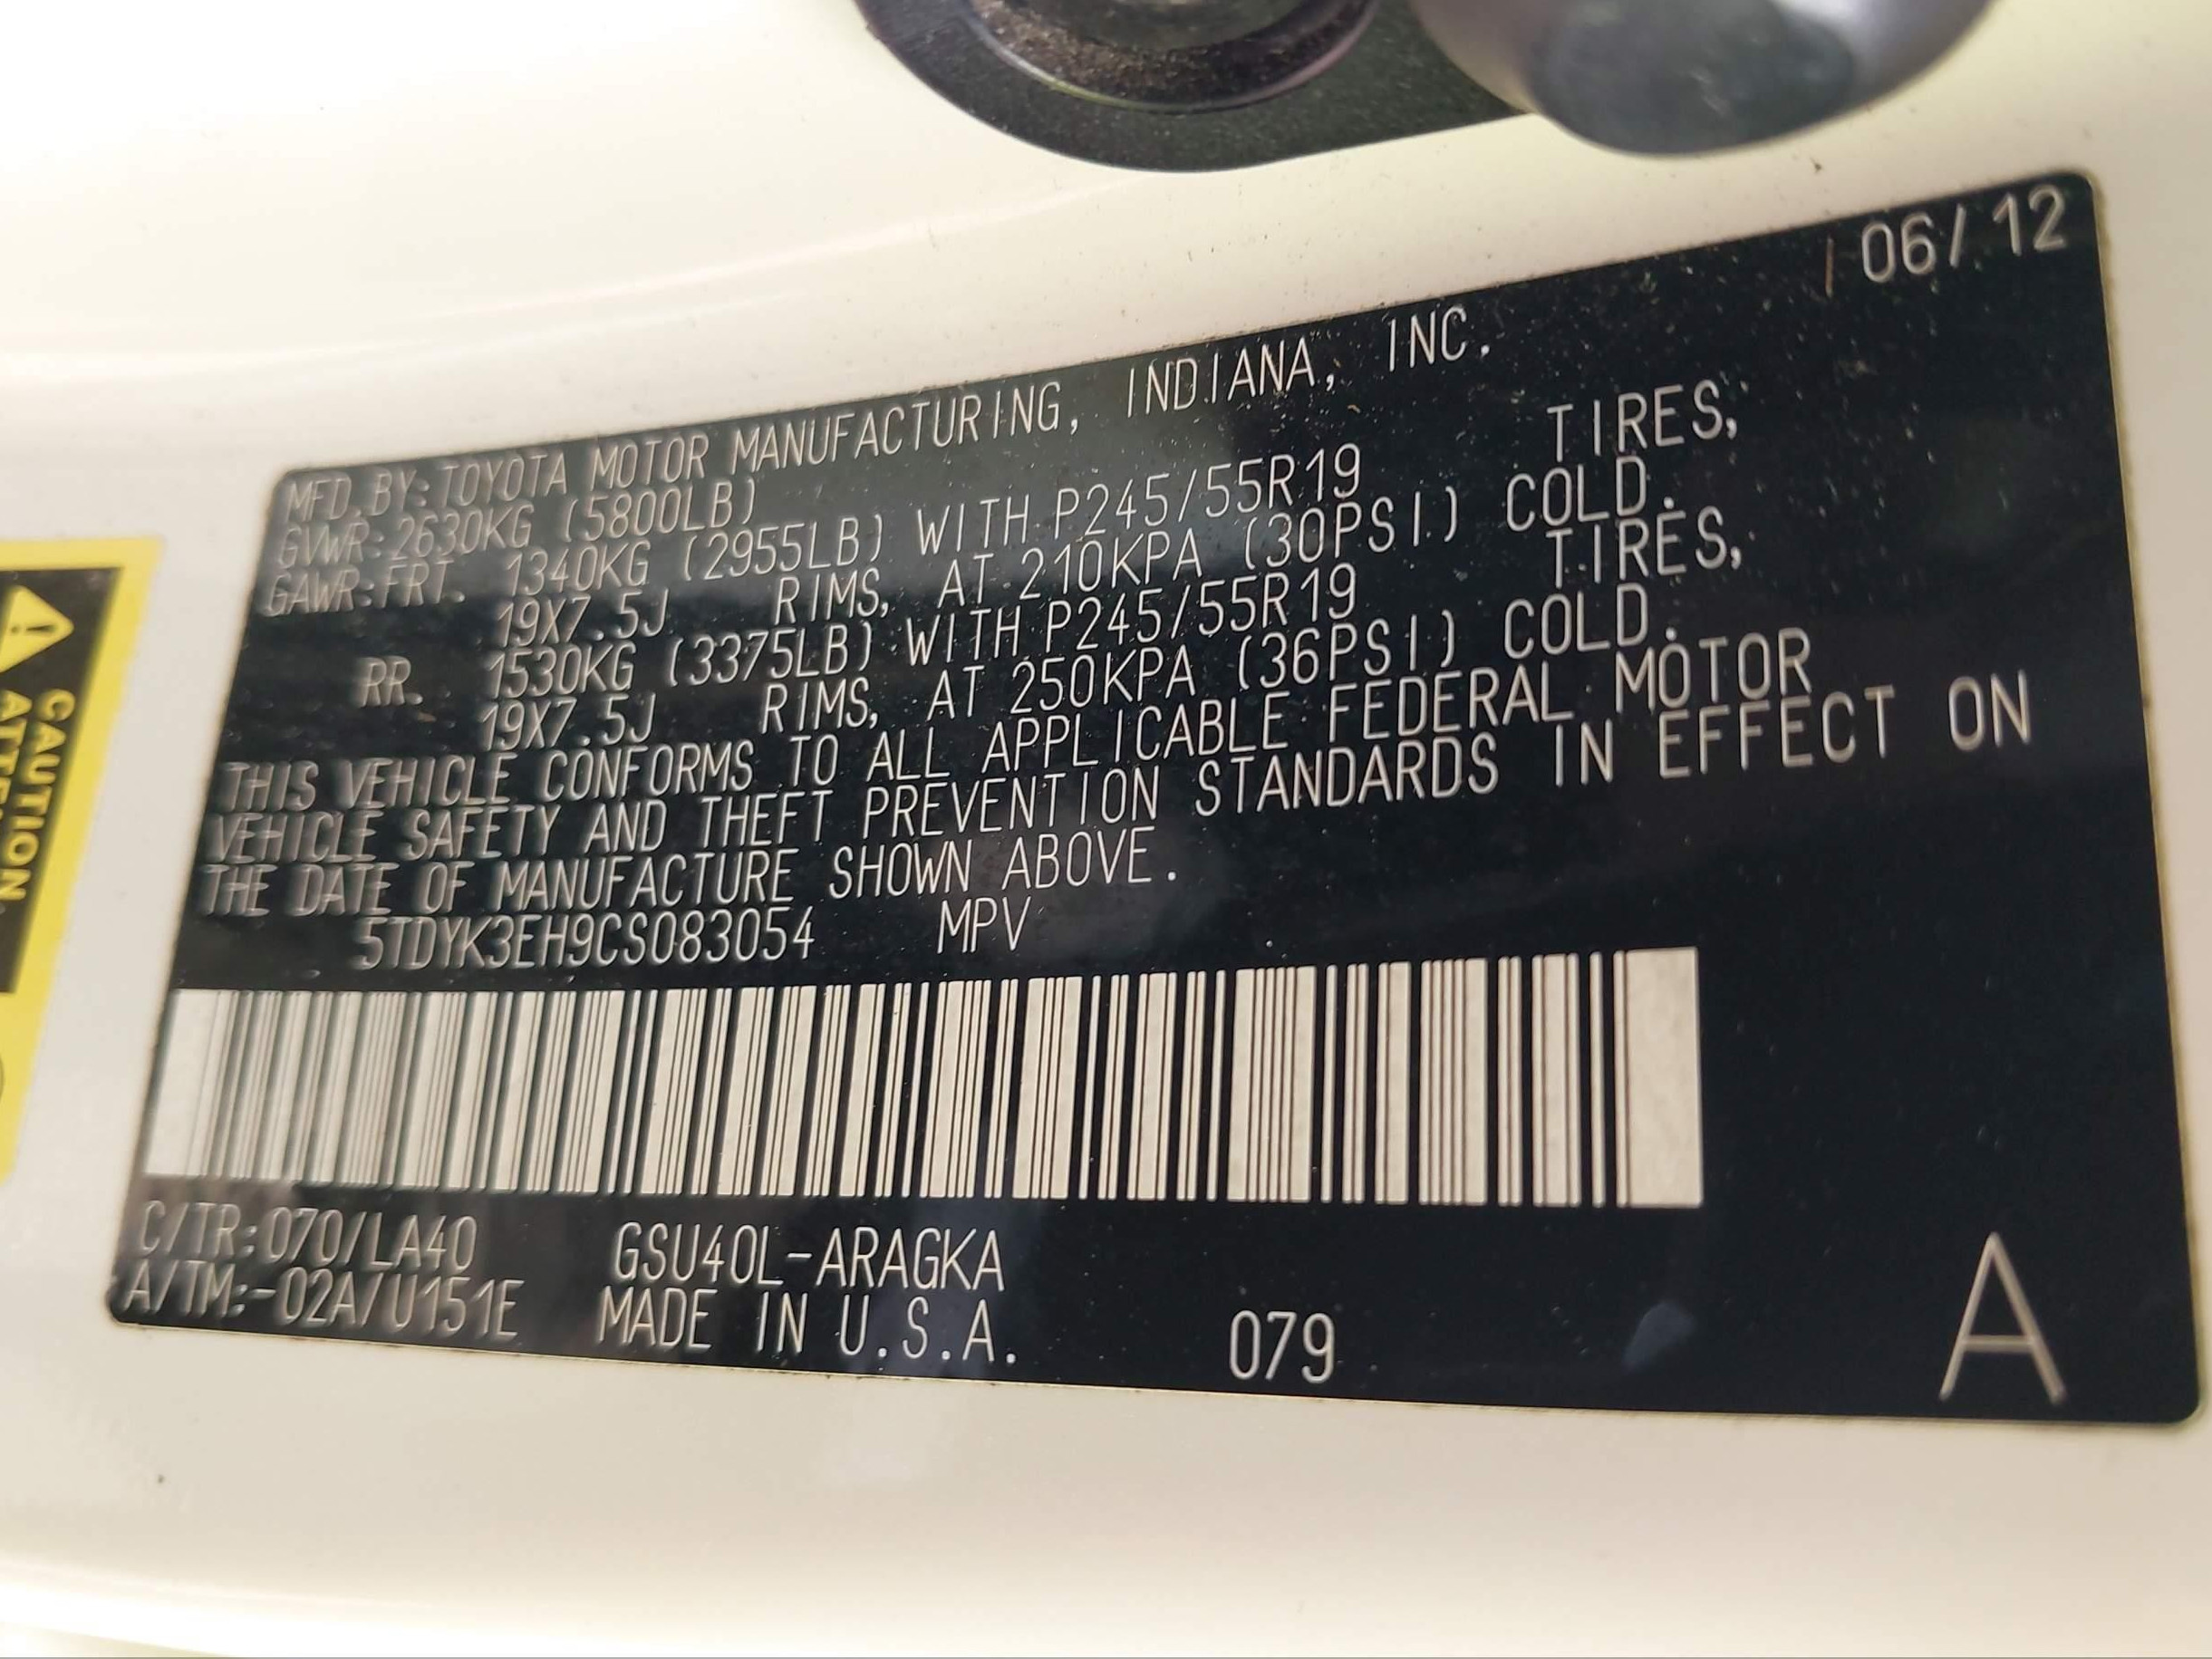 06/12
MFD.BY:TOYOTA MOTOR MANUFACTURING, INDIANA, INC.
GVWR:2630KG (5800LB)
GAWR:FRT. 1340KG (2955LB) WITH P245/55R19 TIRES,
19X7.5J RIMS, AT 210KPA (30PSI) COLD.
RR. 1530KG (3375LB) WITH P245/55R19 TIRES,
19X7.5J RIMS, AT 250KPA (36PSI) COLD.
THIS VEHICLE CONFORMS TO ALL APPLICABLE FEDERAL MOTOR
VEHICLE SAFETY AND THEFT PREVENTION STANDARDS IN EFFECT ON
THE DATE OF MANUFACTURE SHOWN ABOVE.
5TDYK3EH9CS083054 MPV
C/TR:070/LA40 GSU40L-ARAGKA
A/TM:-02A/U151E MADE IN U.S.A. 079
A
CAUTION